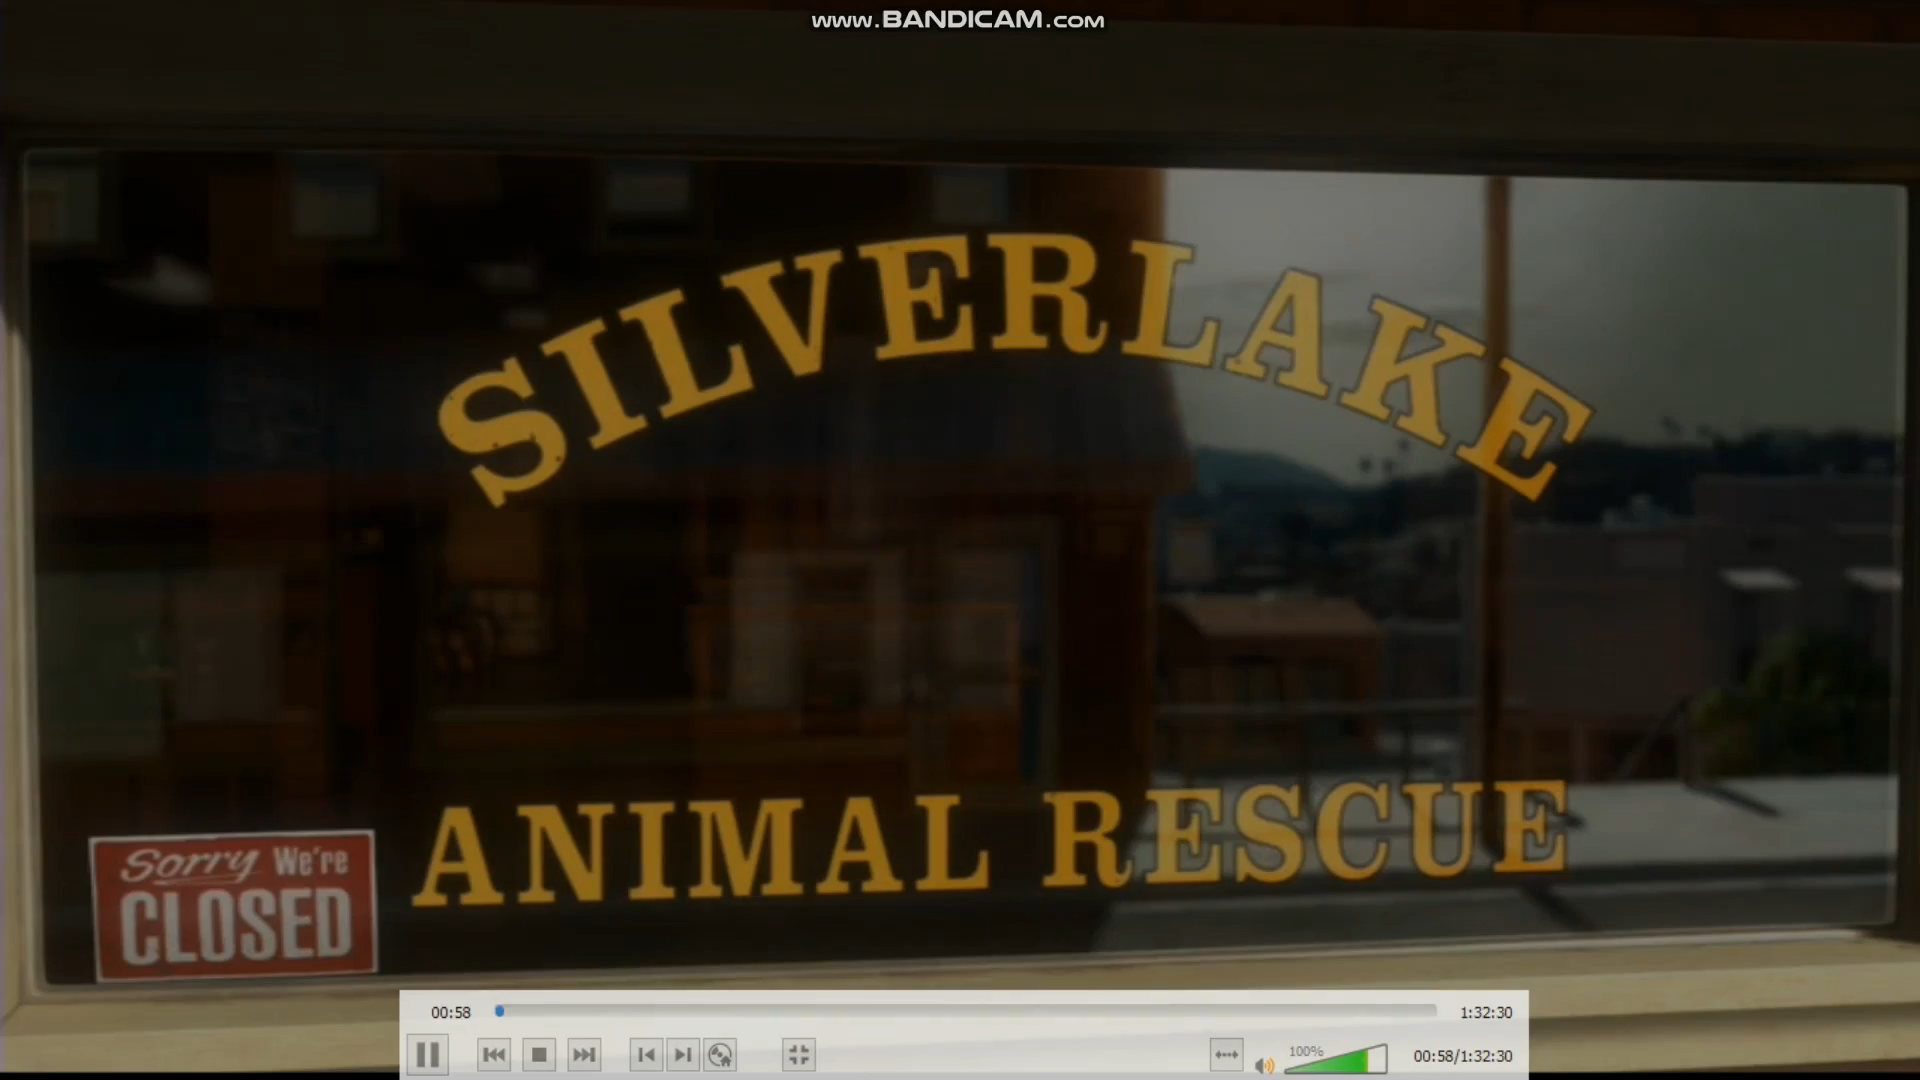 www.BANDICAM.com
SILVERLAKE
ANIMAL RESCUE
Sorry We're
CLOSED
00:58
1:32:30
100%
00:58/1:32:30